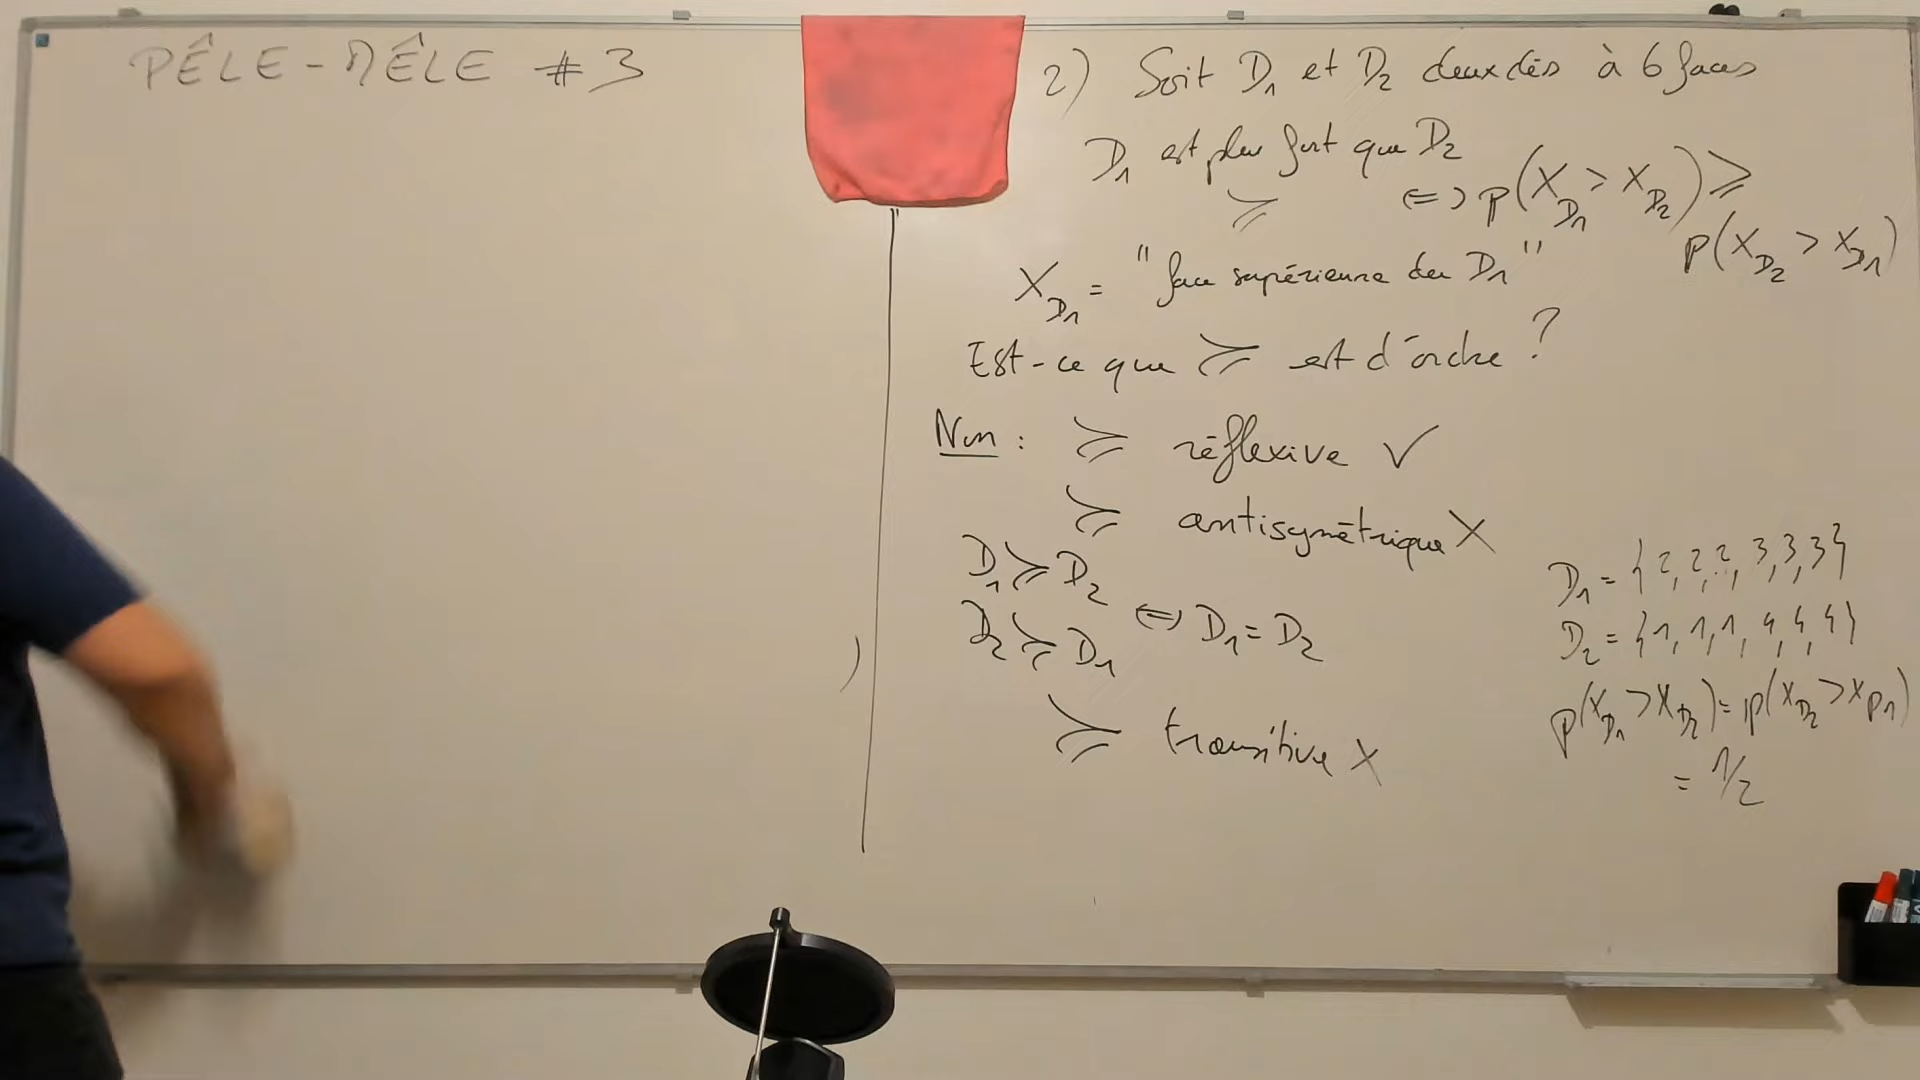 PÊLE-MÊLE #3
2) Soit D₁ et D₂ deux dés à 6 faces
D₁ est plus fort que D₂
≽ ⇔ P(X_D₁ > X_D₂) ≥
P(X_D₂ > X_D₁)
X_D₁ = "face supérieure de D₁"
Est-ce que ≽ est d'ordre ?
Non : ≽ réflexive ✓
≽ antisymétrique X
D₁ ≽ D₂
D₂ ≽ D₁ ⇔ D₁ = D₂
≽ transitive X
D₁ = {2, 2, 2, 3, 3, 3}
D₂ = {1, 1, 1, 4, 4, 4}
P(X_D₁ > X_D₂) = P(X_D₂ > X_D₁)
= 1/2